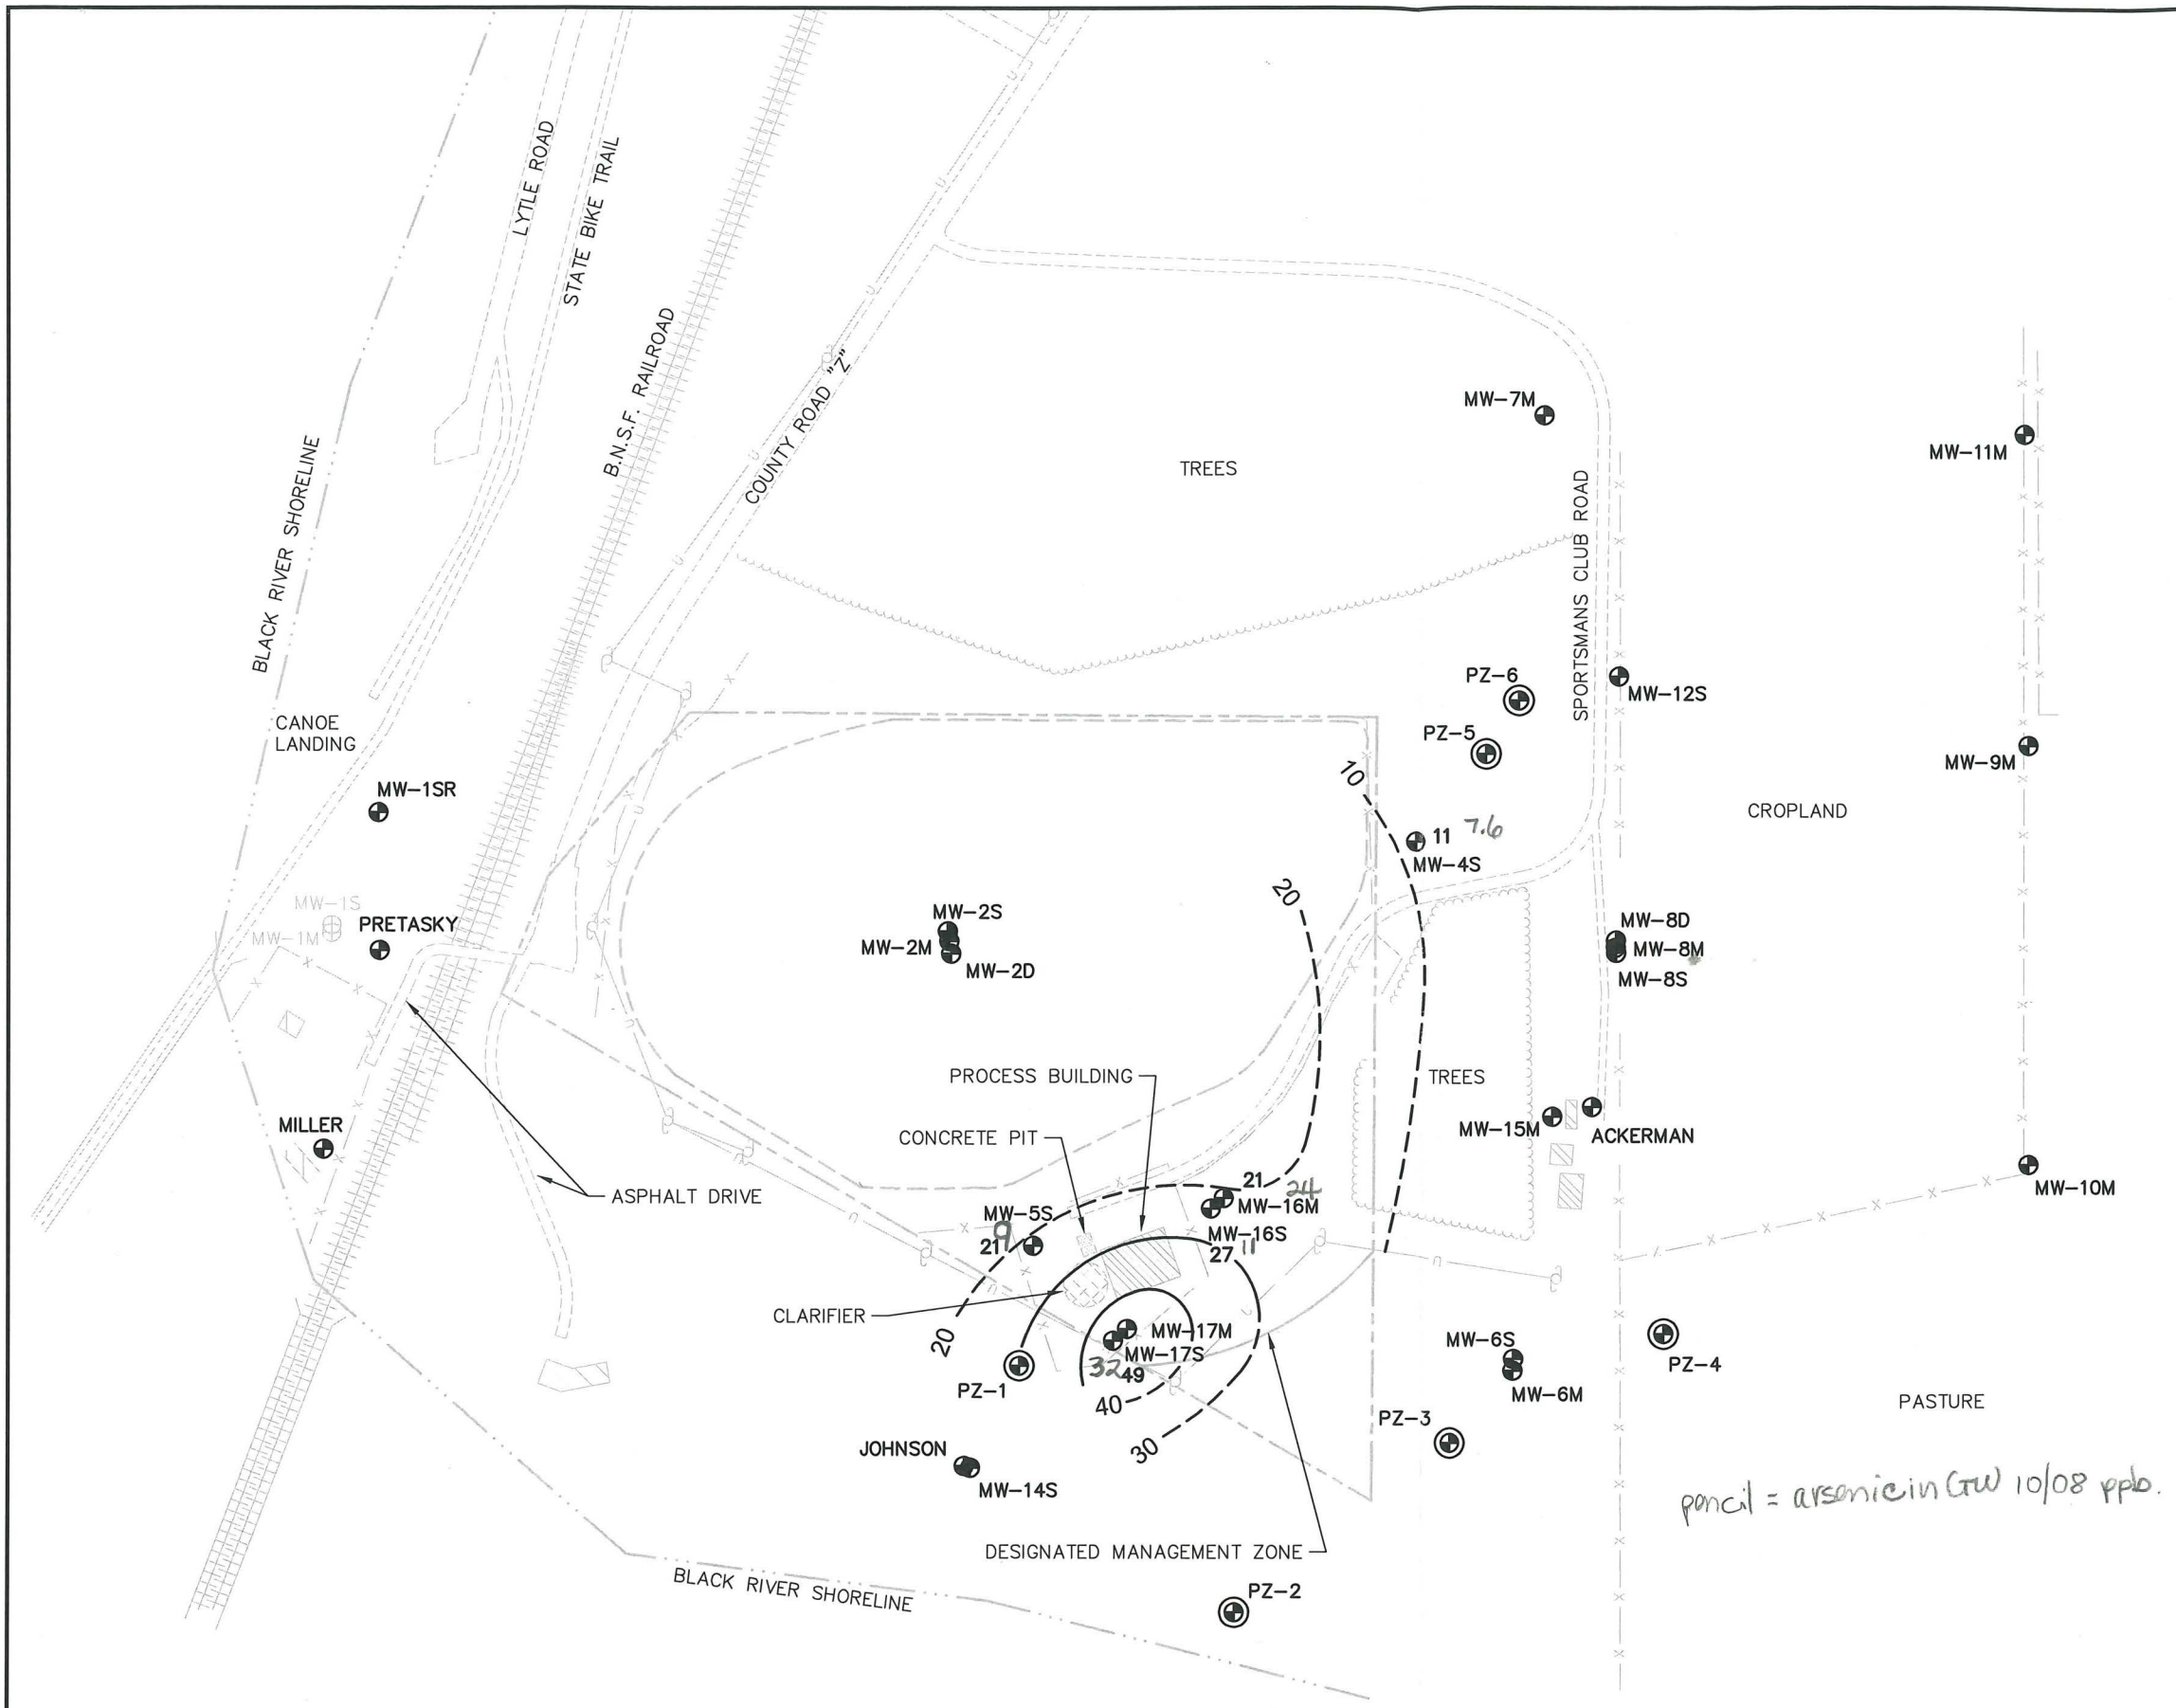 LYTLE ROAD
STATE BIKE TRAIL
B.N.S.F. RAILROAD
COUNTY ROAD "Z"
BLACK RIVER SHORELINE
TREES
MW-7M
MW-11M
SPORTSMANS CLUB ROAD
PZ-6
MW-12S
PZ-5
MW-9M
CANOE
LANDING
MW-1SR
10
CROPLAND
11 7.6
MW-4S
20
MW-1S
MW-1M
PRETASKY
MW-2S
MW-2M
MW-2D
MW-8D
MW-8M
MW-8S
PROCESS BUILDING
TREES
MILLER
CONCRETE PIT
MW-15M
ACKERMAN
ASPHALT DRIVE
21 24
MW-16M
MW-10M
MW-5S
21 9
MW-16S
27 11
CLARIFIER
20
MW-17M
MW-17S
32 49
MW-6S
MW-6M
PZ-4
PZ-1
40
30
PZ-3
PASTURE
JOHNSON
MW-14S
pencil = arsenic in GW 10/08 ppb.
DESIGNATED MANAGEMENT ZONE
BLACK RIVER SHORELINE
PZ-2